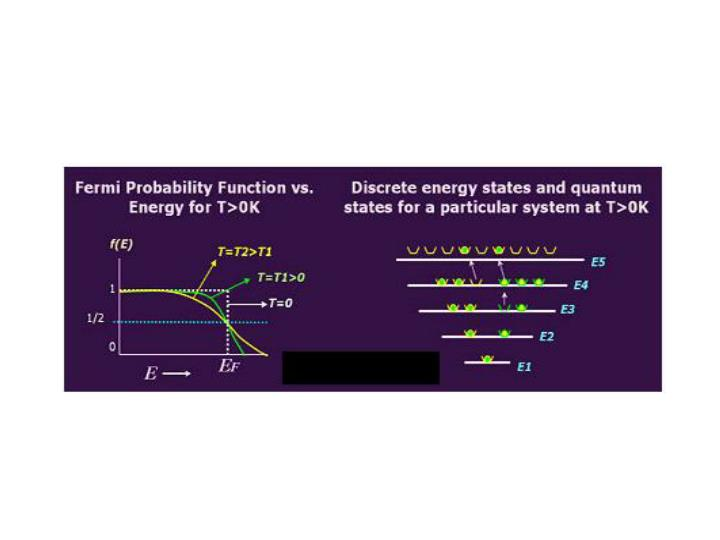 Fermi Probability Function vs.
Energy for T>0K
Discrete energy states and quantum
states for a particular system at T>0K
f(E)
T=T2>T1
T=T1>0
T=0
1
1/2
0
E
EF
E5
E4
E3
E2
E1